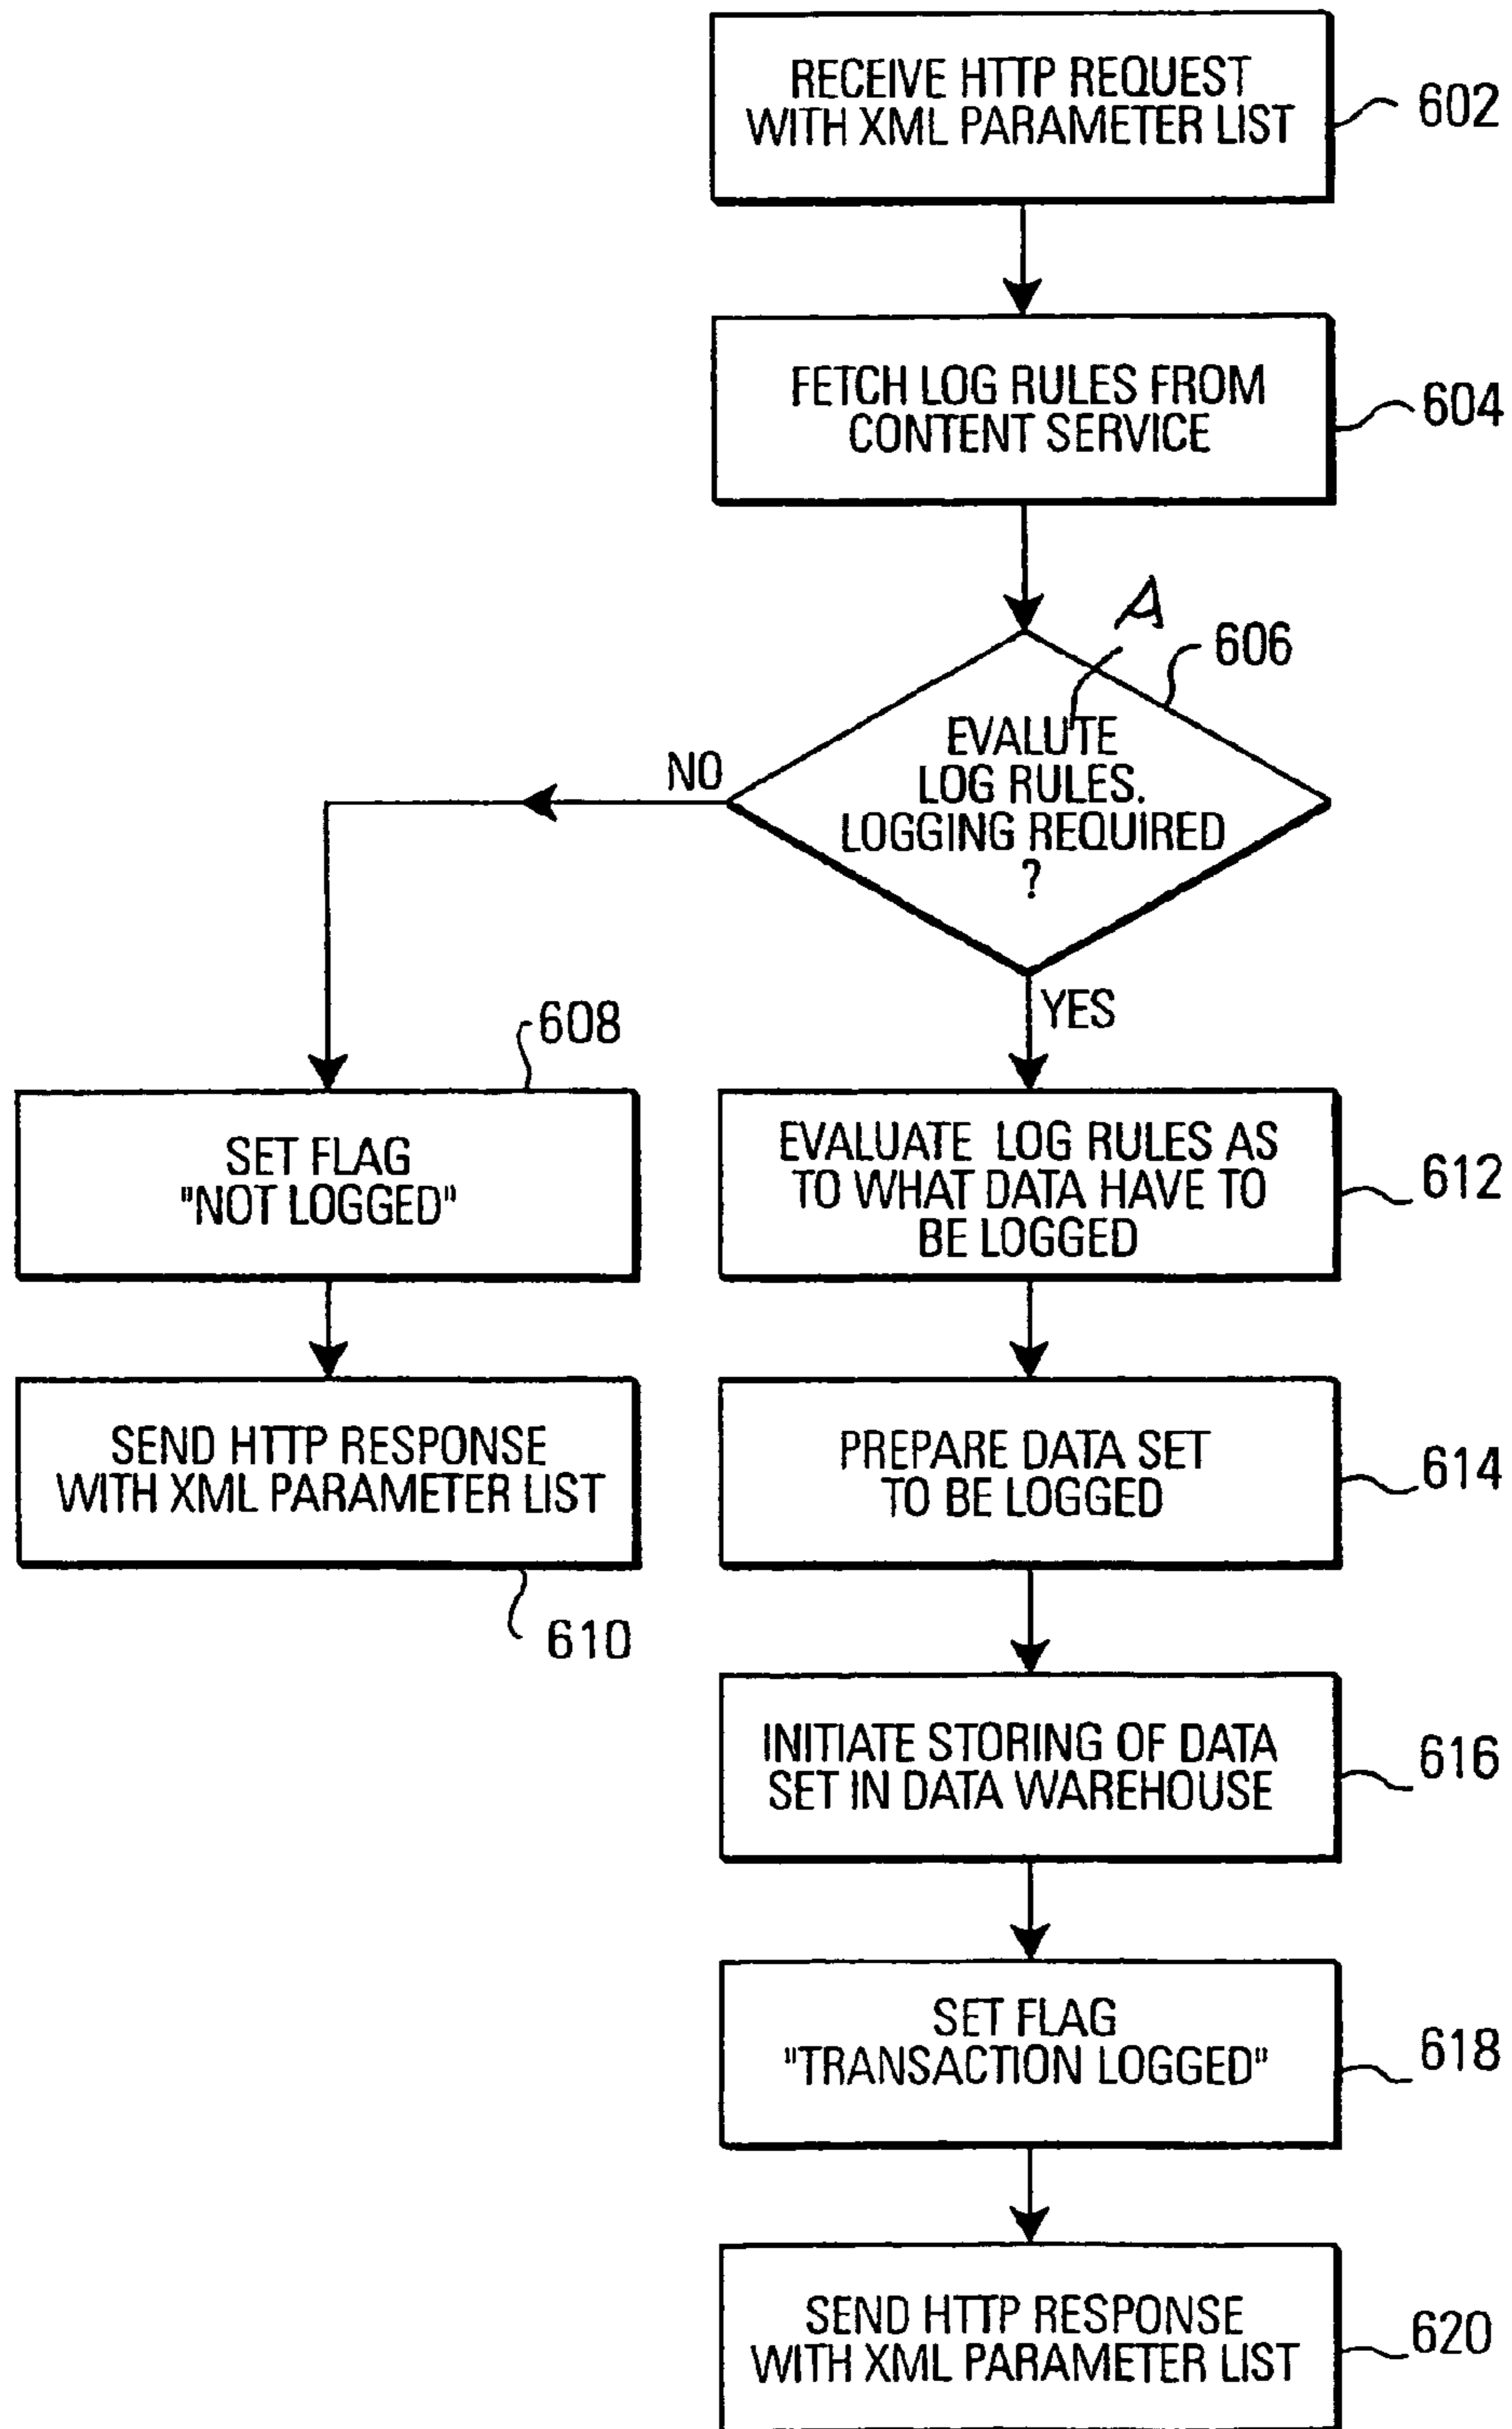 RECEIVE HTTP REQUEST
WITH XML PARAMETER LIST
602
FETCH LOG RULES FROM
CONTENT SERVICE
604
A
606
EVALUTE
LOG RULES.
LOGGING REQUIRED
?
NO
YES
608
SET FLAG
"NOT LOGGED"
SEND HTTP RESPONSE
WITH XML PARAMETER LIST
610
EVALUATE LOG RULES AS
TO WHAT DATA HAVE TO
BE LOGGED
612
PREPARE DATA SET
TO BE LOGGED
614
INITIATE STORING OF DATA
SET IN DATA WAREHOUSE
616
SET FLAG
"TRANSACTION LOGGED"
618
SEND HTTP RESPONSE
WITH XML PARAMETER LIST
620